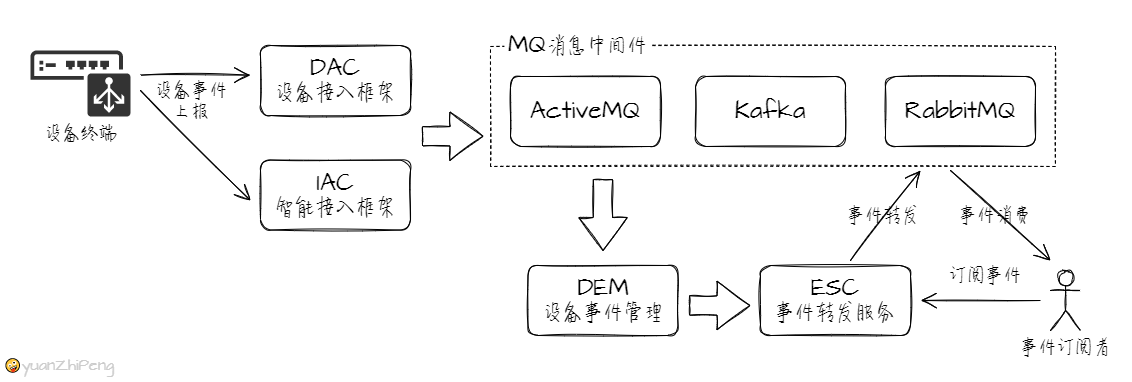 MQ消息中间件
DAC
设备接入框架
设备事件
上报
设备终端
ActiveMQ
Kafka
RabbitMQ
IAC
智能接入框架
事件转发
事件消费
DEM
设备事件管理
ESC
事件转发服务
订阅事件
事件订阅者
yuanZhiPeng